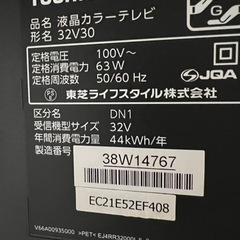 品名 液晶カラーテレビ
形名 32V30
定格電圧 100V～
定格消費電力 63W
定格周波数 50/60Hz
JQA
東芝ライフスタイル株式会社
区分名 DN1
受信機型サイズ 32V
年間消費電力量 44kWh/年
製造番号
38W14767
EC21E52EF408
V66A00935000 >PET<